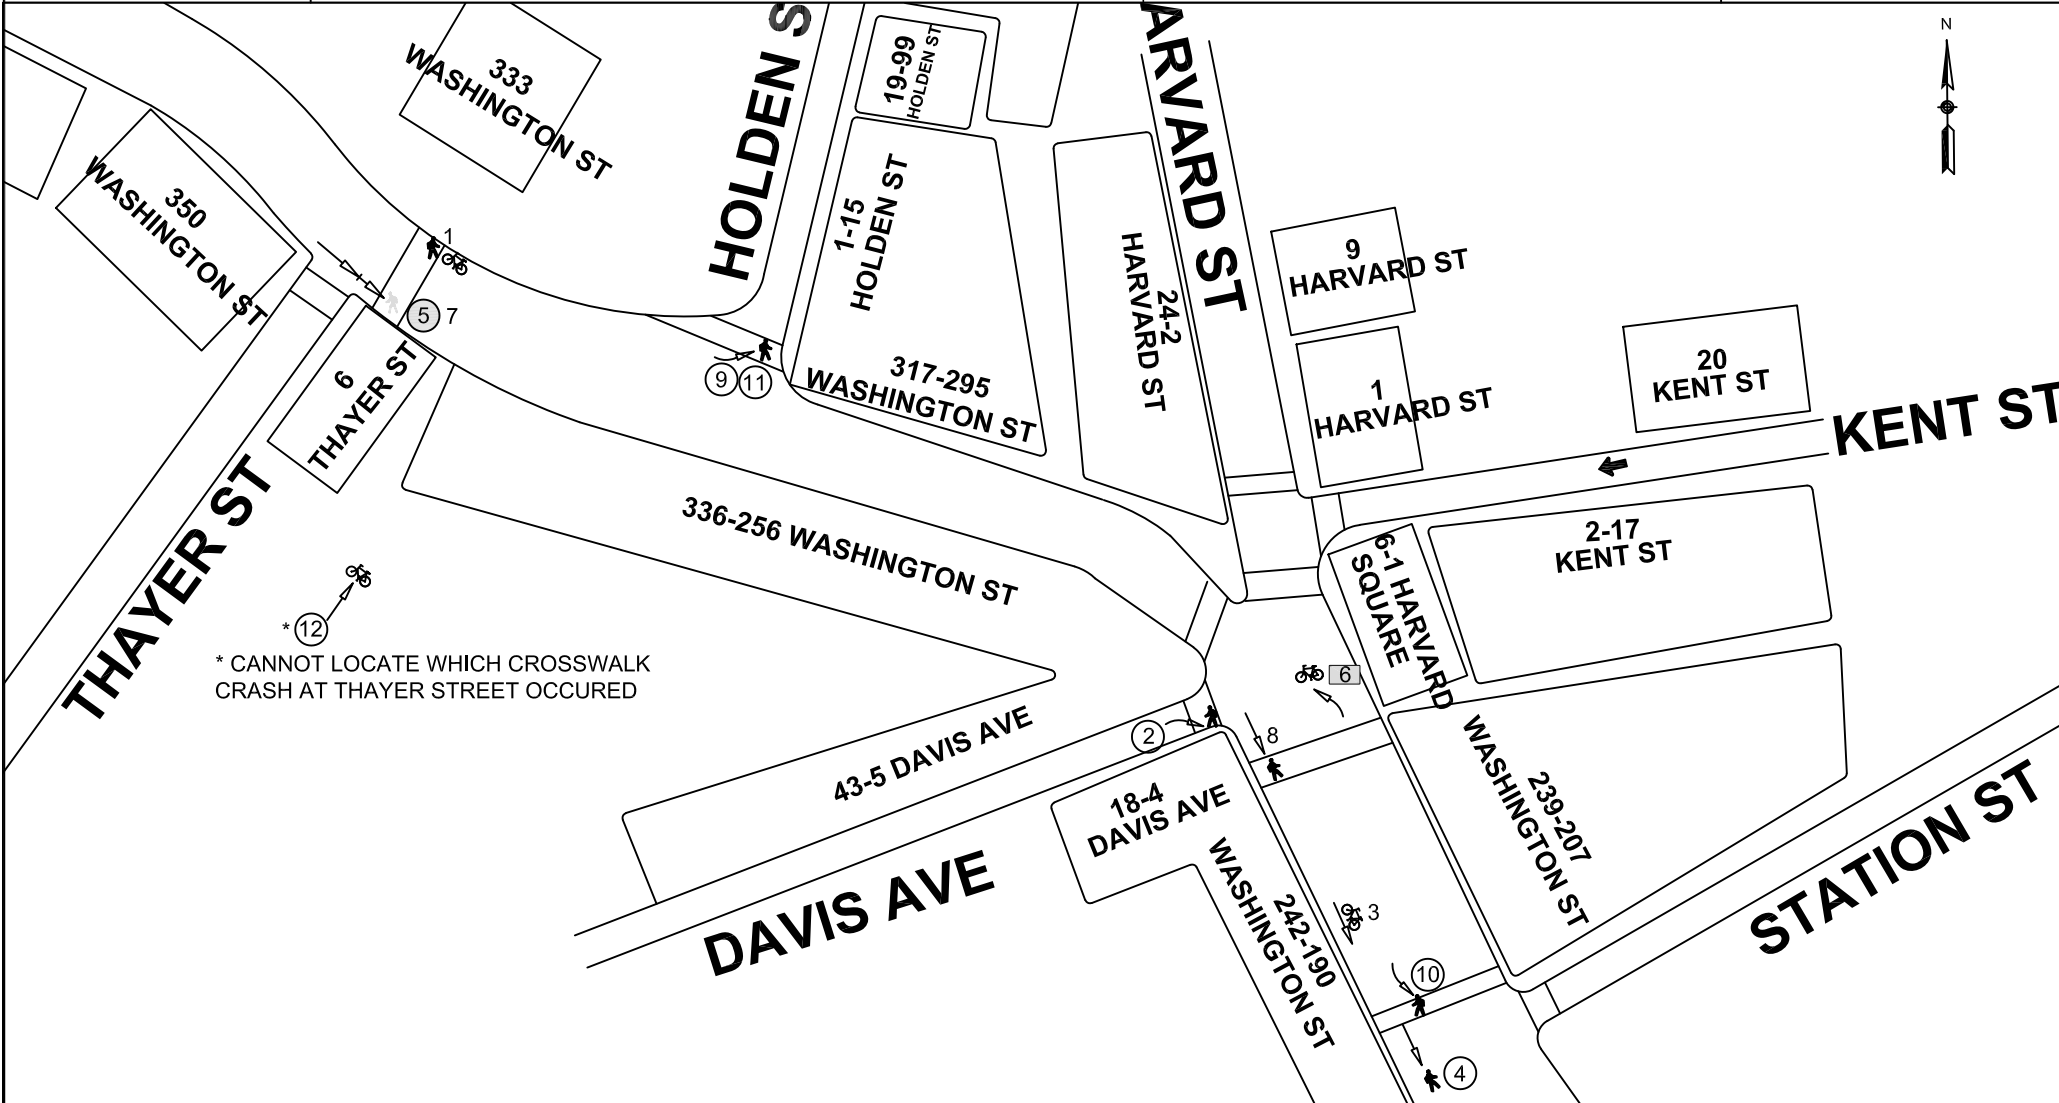 N
HOLDEN S
ARVARD ST
19-99
HOLDEN ST
333
WASHINGTON ST
350
WASHINGTON ST
1-15
HOLDEN ST
24-2
HARVARD ST
9
HARVARD ST
1
HARVARD ST
20
KENT ST
KENT ST
1
5
7
9
11
317-295
WASHINGTON ST
6
THAYER ST
THAYER ST
336-256 WASHINGTON ST
2-17
KENT ST
6-1 HARVARD
SQUARE
* 12
* CANNOT LOCATE WHICH CROSSWALK
CRASH AT THAYER STREET OCCURED
6
2
8
43-5 DAVIS AVE
18-4
DAVIS AVE
239-207
WASHINGTON ST
STATION ST
DAVIS AVE
242-190
WASHINGTON ST
3
10
4